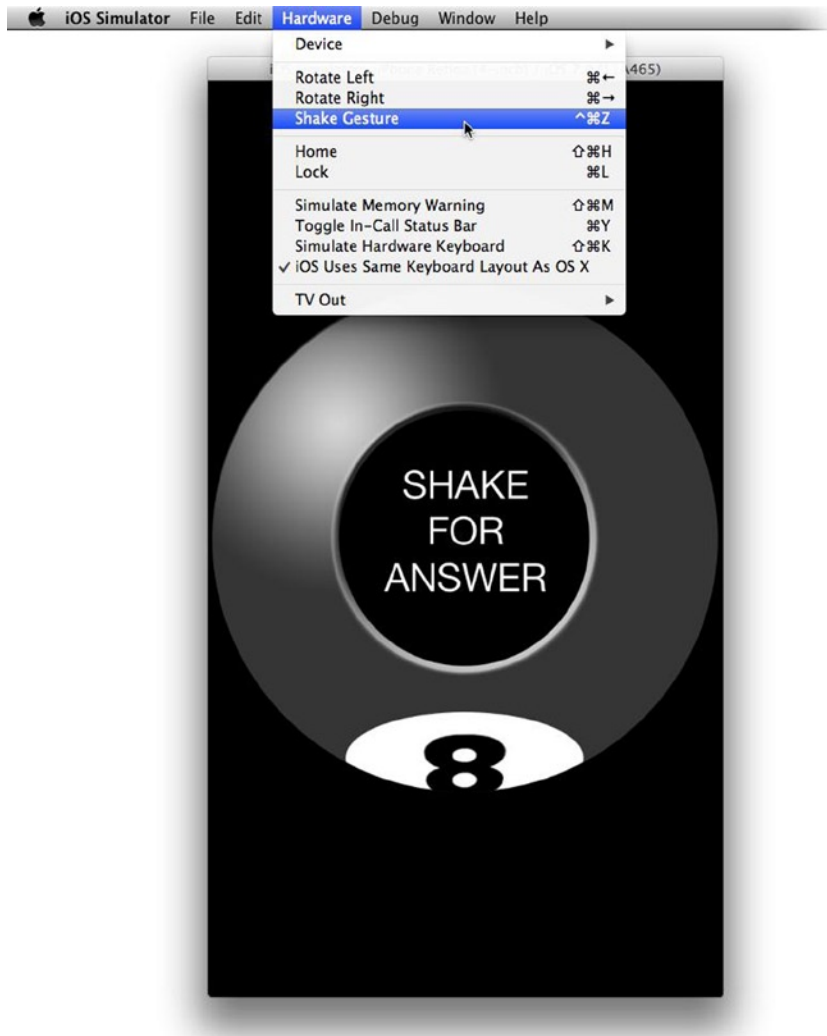 iOS Simulator File Edit Hardware Debug Window Help
Device ▶
A465)
Rotate Left ⌘←
Rotate Right ⌘→
Shake Gesture ^⌘Z
Home ⇧⌘H
Lock ⌘L
Simulate Memory Warning ⇧⌘M
Toggle In-Call Status Bar ⌘Y
Simulate Hardware Keyboard ⇧⌘K
✓ iOS Uses Same Keyboard Layout As OS X
TV Out ▶
SHAKE
FOR
ANSWER
8